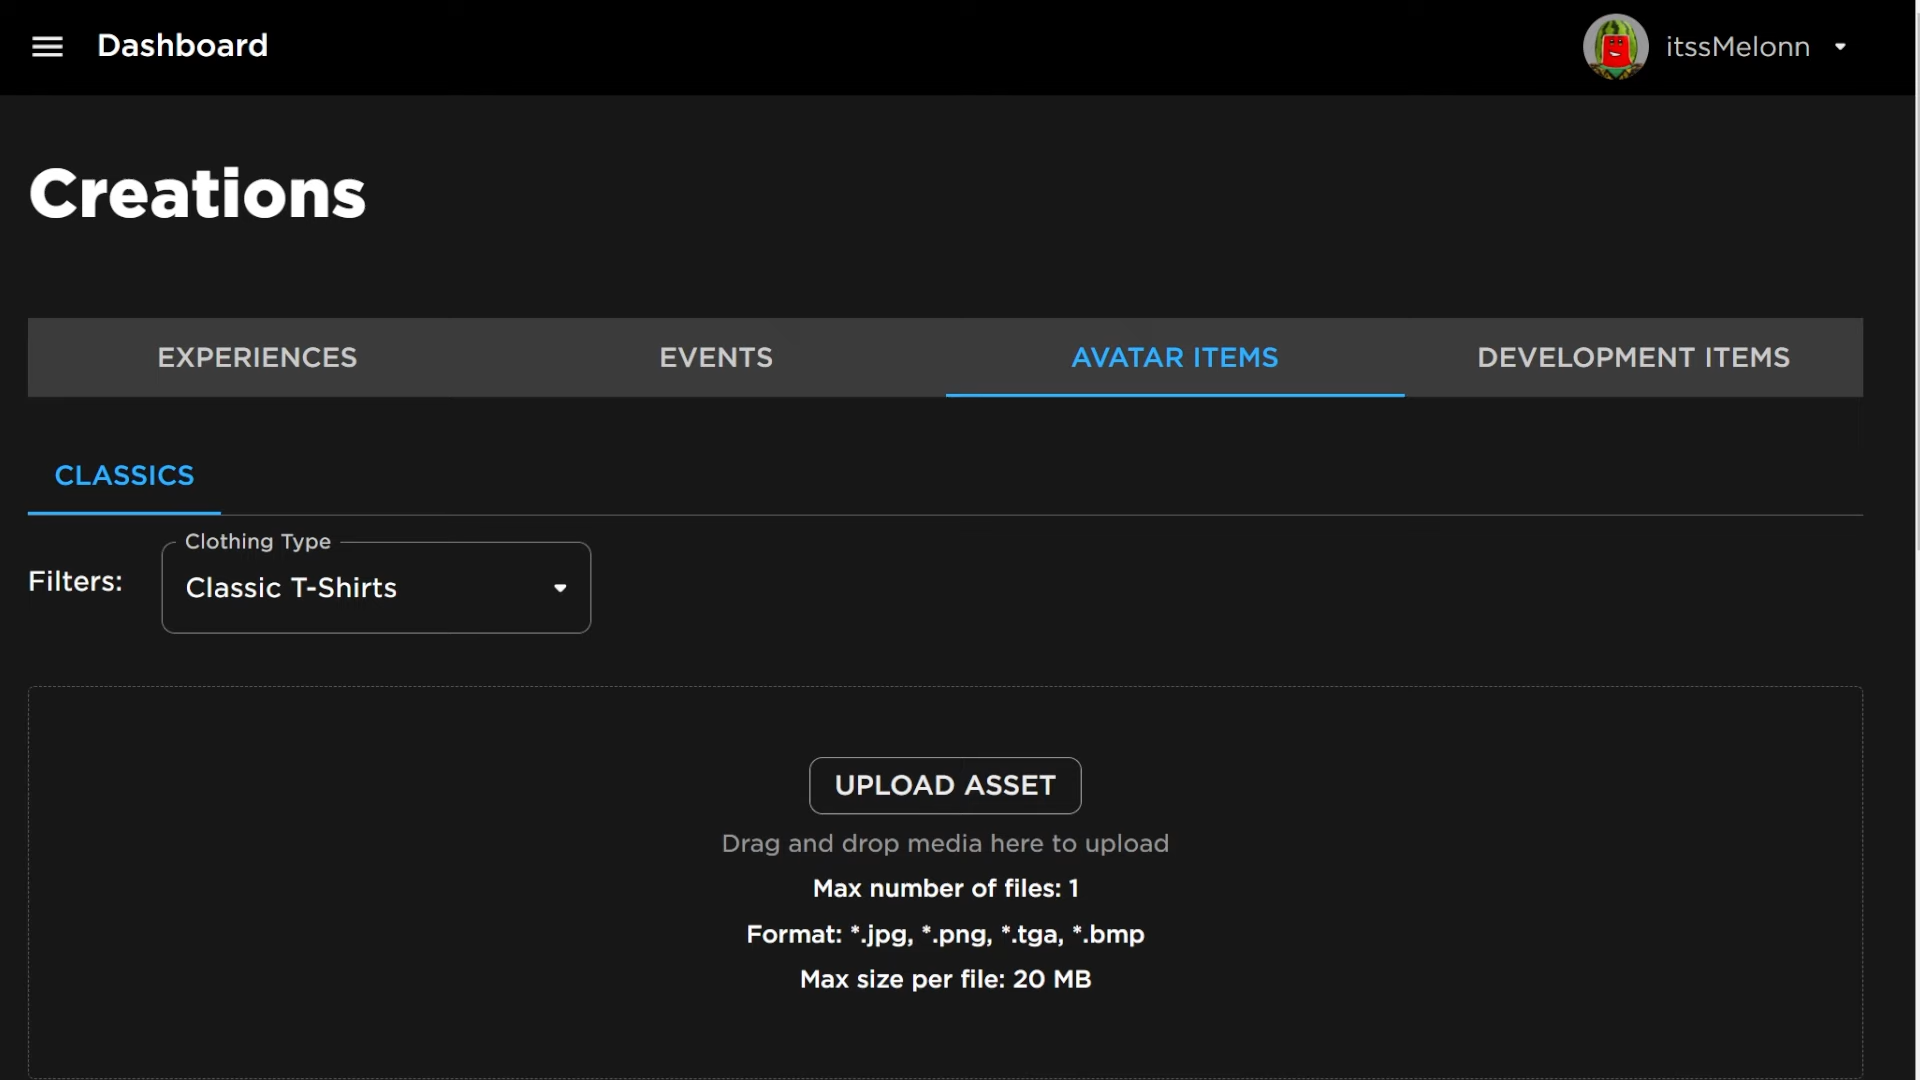 Dashboard
itssMelonn
Creations
EXPERIENCES
EVENTS
AVATAR ITEMS
DEVELOPMENT ITEMS
CLASSICS
Clothing Type
Filters:
Classic T-Shirts
UPLOAD ASSET
Drag and drop media here to upload
Max number of files: 1
Format: *.jpg, *.png, *.tga, *.bmp
Max size per file: 20 MB